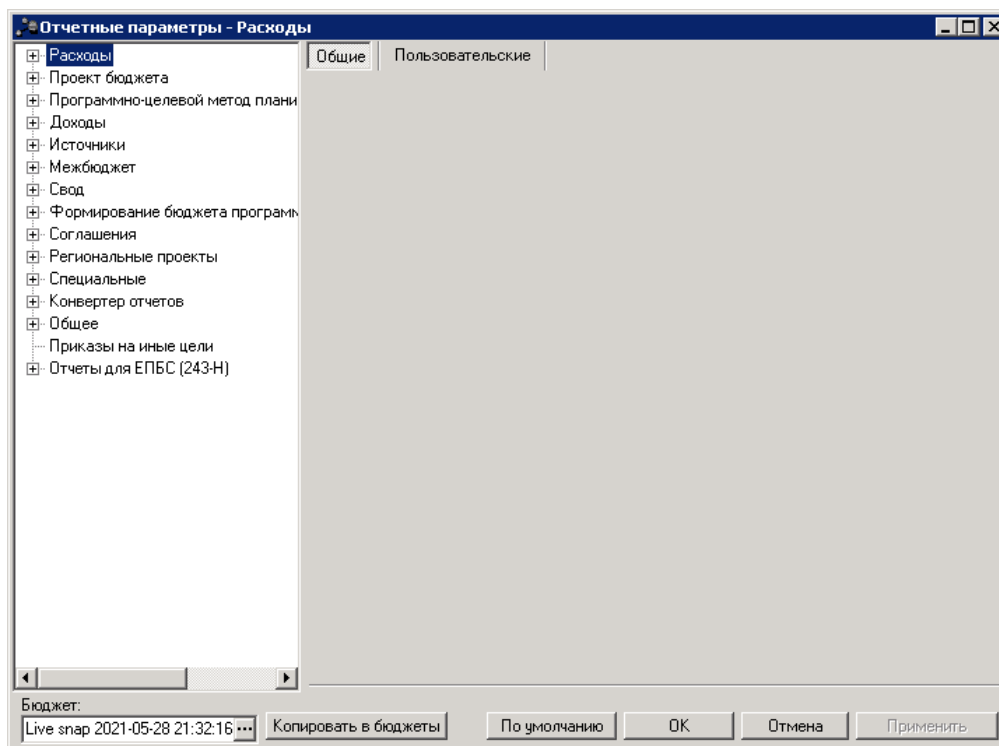 Отчетные параметры - Расходы
Расходы
Проект бюджета
Программно-целевой метод плани
Доходы
Источники
Межбюджет
Свод
Формирование бюджета програм
Соглашения
Региональные проекты
Специальные
Конвертер отчетов
Общее
Приказы на иные цели
Отчеты для ЕПБС (243-Н)
Общие Пользовательские
Бюджет:
Live snap 2021-05-28 21:32:16 ... Копировать в бюджеты По умолчанию OK Отмена Применить